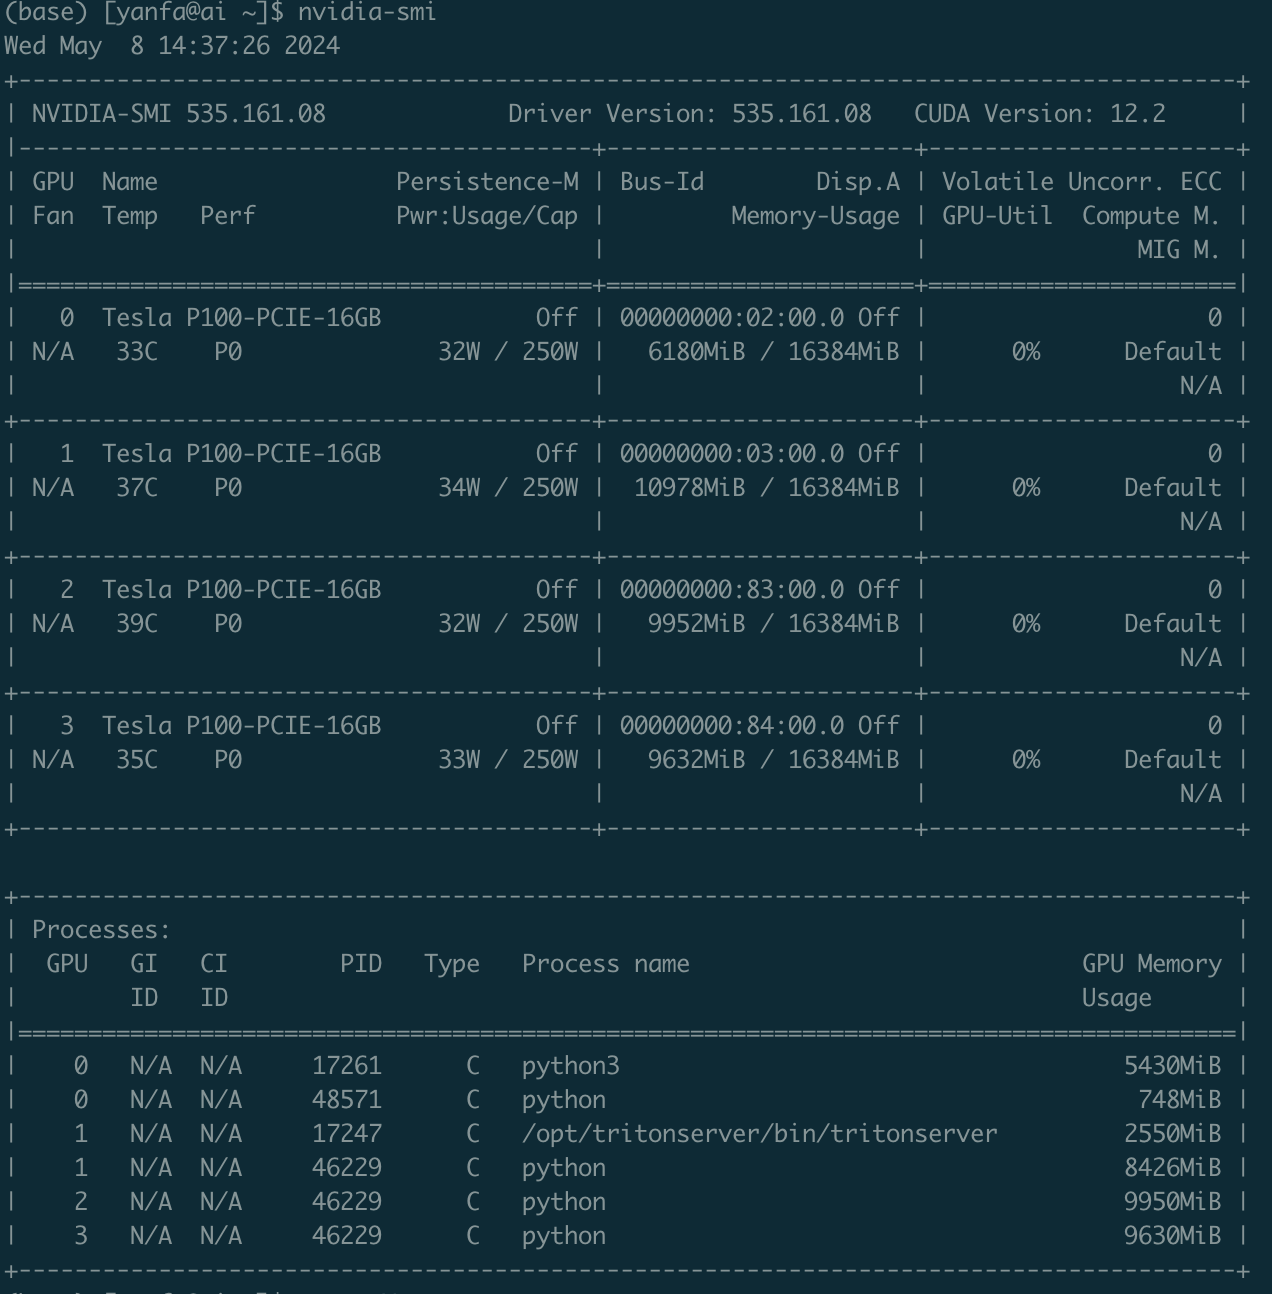 (base) [yanfa@ai ~]$ nvidia-smi
Wed May  8 14:37:26 2024
+---------------------------------------------------------------------------------------+
| NVIDIA-SMI 535.161.08             Driver Version: 535.161.08   CUDA Version: 12.2     |
|-----------------------------------------+----------------------+----------------------+
| GPU  Name                 Persistence-M | Bus-Id        Disp.A | Volatile Uncorr. ECC |
| Fan  Temp   Perf          Pwr:Usage/Cap |         Memory-Usage | GPU-Util  Compute M. |
|                                         |                      |               MIG M. |
|=========================================+======================+======================|
|   0  Tesla P100-PCIE-16GB           Off | 00000000:02:00.0 Off |                    0 |
| N/A   33C    P0              32W / 250W |   6180MiB / 16384MiB |      0%      Default |
|                                         |                      |                  N/A |
+-----------------------------------------+----------------------+----------------------+
|   1  Tesla P100-PCIE-16GB           Off | 00000000:03:00.0 Off |                    0 |
| N/A   37C    P0              34W / 250W |  10978MiB / 16384MiB |      0%      Default |
|                                         |                      |                  N/A |
+-----------------------------------------+----------------------+----------------------+
|   2  Tesla P100-PCIE-16GB           Off | 00000000:83:00.0 Off |                    0 |
| N/A   39C    P0              32W / 250W |   9952MiB / 16384MiB |      0%      Default |
|                                         |                      |                  N/A |
+-----------------------------------------+----------------------+----------------------+
|   3  Tesla P100-PCIE-16GB           Off | 00000000:84:00.0 Off |                    0 |
| N/A   35C    P0              33W / 250W |   9632MiB / 16384MiB |      0%      Default |
|                                         |                      |                  N/A |
+-----------------------------------------+----------------------+----------------------+
+---------------------------------------------------------------------------------------+
| Processes:                                                                            |
|  GPU   GI   CI        PID   Type   Process name                            GPU Memory |
|        ID   ID                                                             Usage      |
|=======================================================================================|
|    0   N/A  N/A     17261      C   python3                                    5430MiB |
|    0   N/A  N/A     48571      C   python                                      748MiB |
|    1   N/A  N/A     17247      C   /opt/tritonserver/bin/tritonserver         2550MiB |
|    1   N/A  N/A     46229      C   python                                     8426MiB |
|    2   N/A  N/A     46229      C   python                                     9950MiB |
|    3   N/A  N/A     46229      C   python                                     9630MiB |
+---------------------------------------------------------------------------------------+